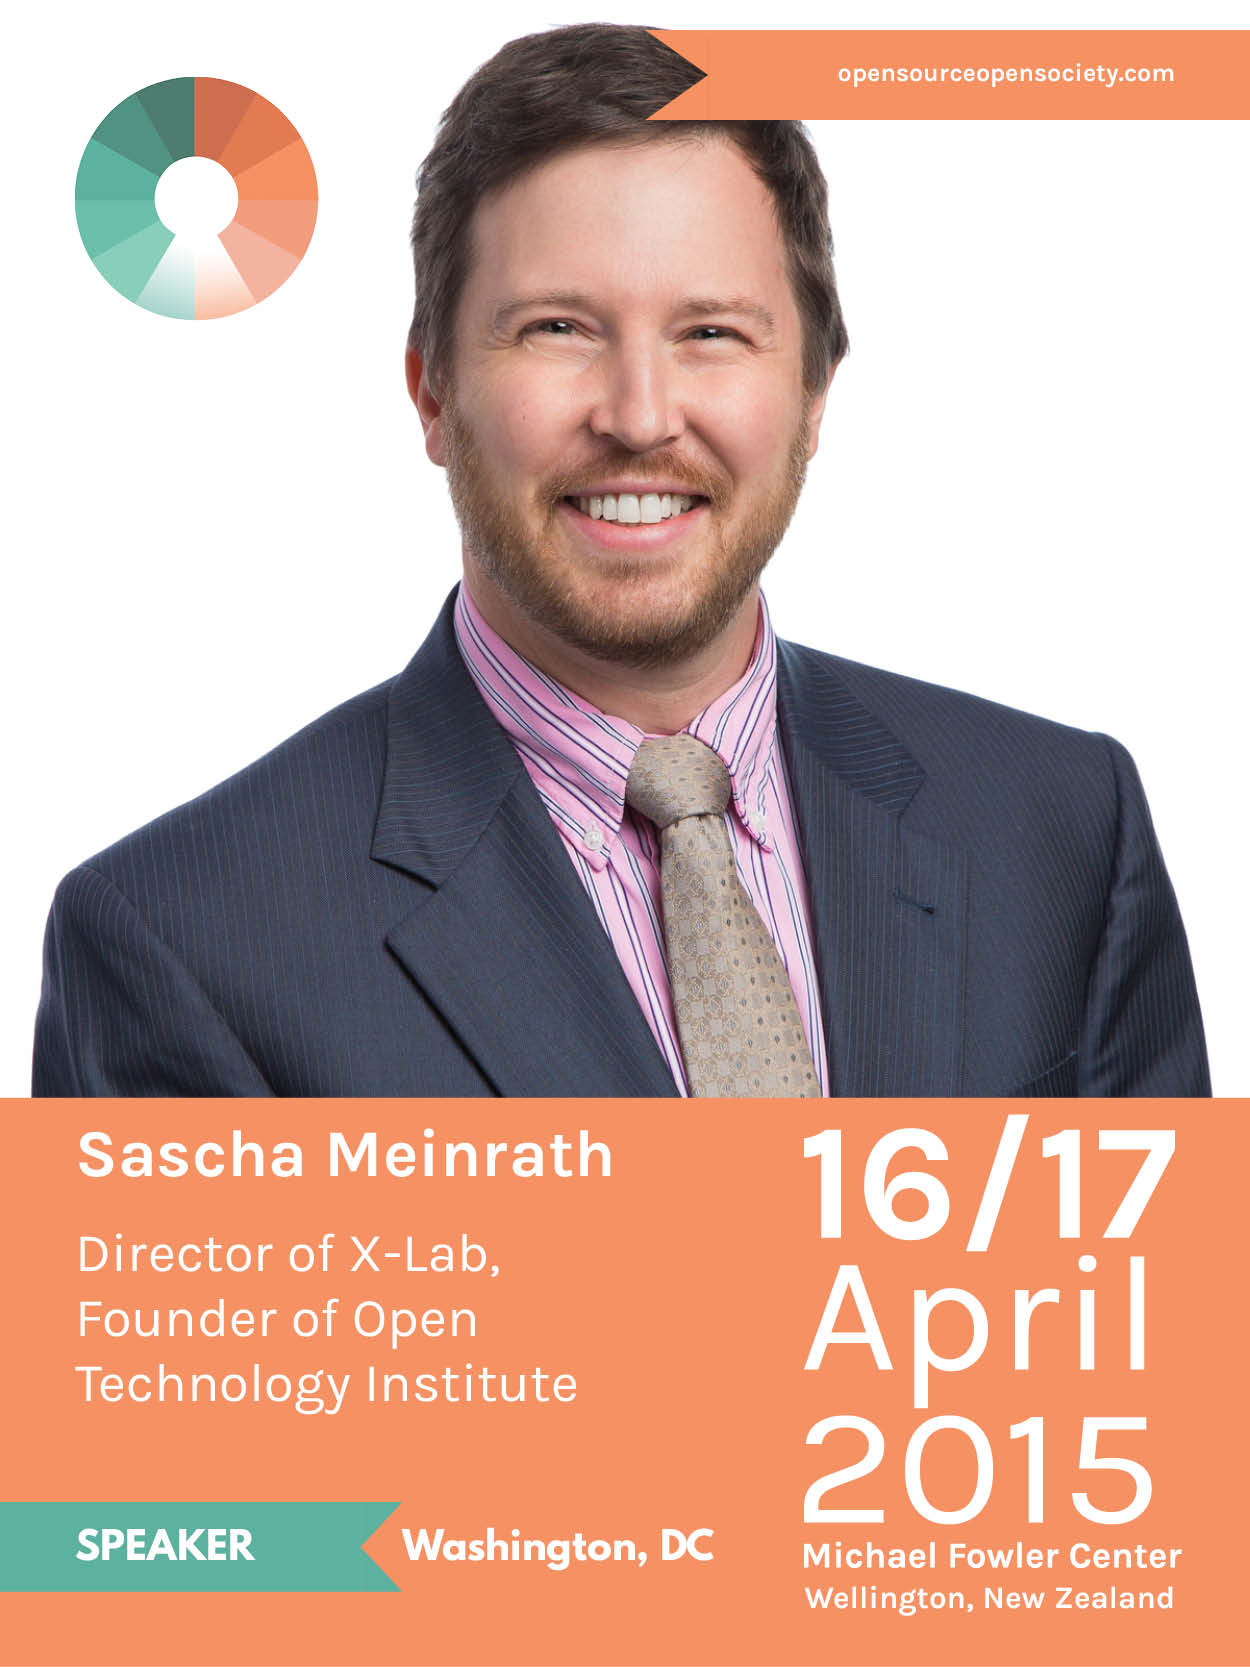 opensourceopensociety.com
Sascha Meinrath
Director of X-Lab,
Founder of Open
Technology Institute
SPEAKER
Washington, DC
16/17
April
2015
Michael Fowler Center
Wellington, New Zealand